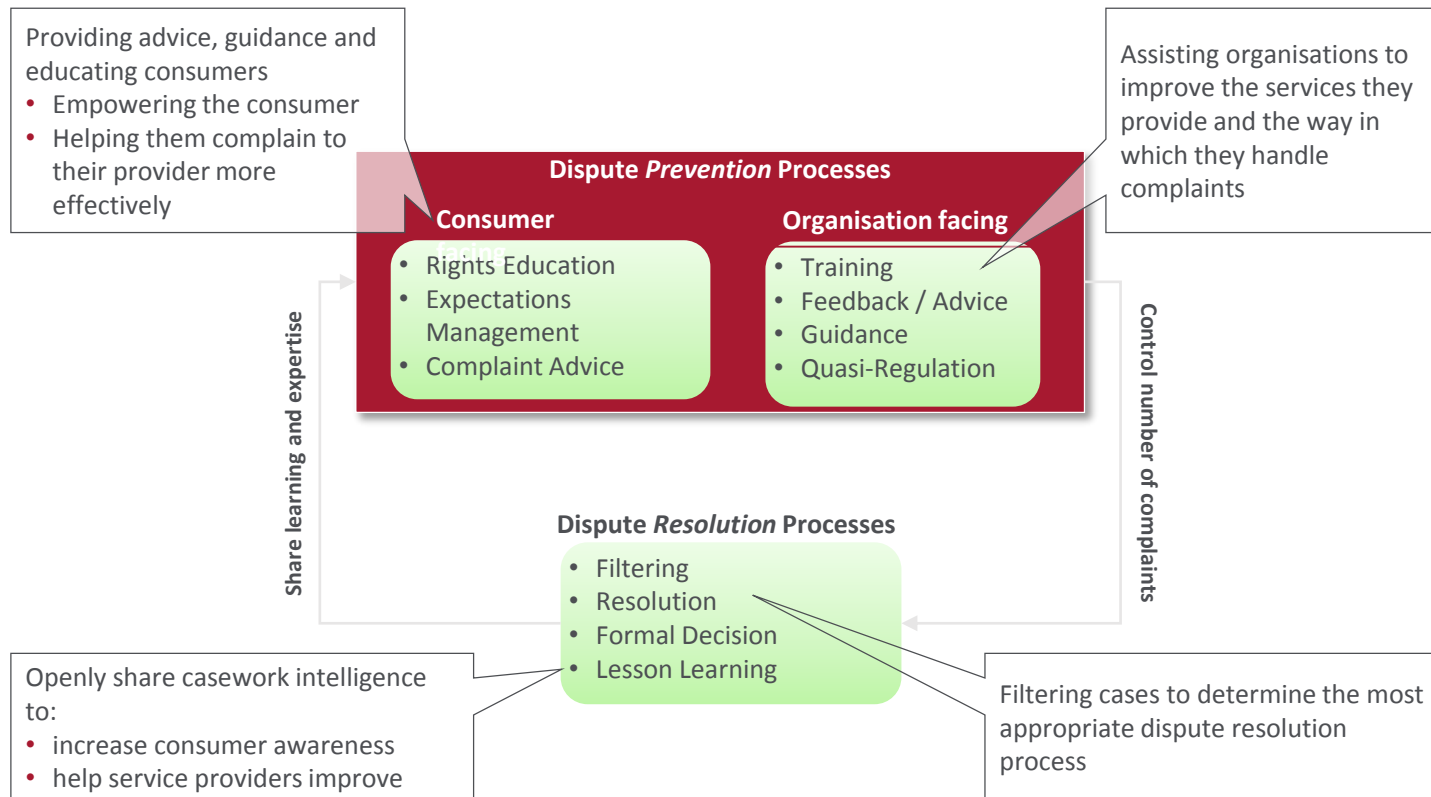 Providing advice, guidance and
educating consumers
• Empowering the consumer
• Helping them complain to
their provider more
effectively
Assisting organisations to
improve the services they
provide and the way in
which they handle
complaints
Dispute Prevention Processes
Consumer
facing
• Rights Education
• Expectations
Management
• Complaint Advice
Organisation facing
• Training
• Feedback / Advice
• Guidance
• Quasi-Regulation
Share learning and expertise
Control number of complaints
Dispute Resolution Processes
• Filtering
• Resolution
• Formal Decision
• Lesson Learning
Openly share casework intelligence
to:
• increase consumer awareness
• help service providers improve
Filtering cases to determine the most
appropriate dispute resolution
process